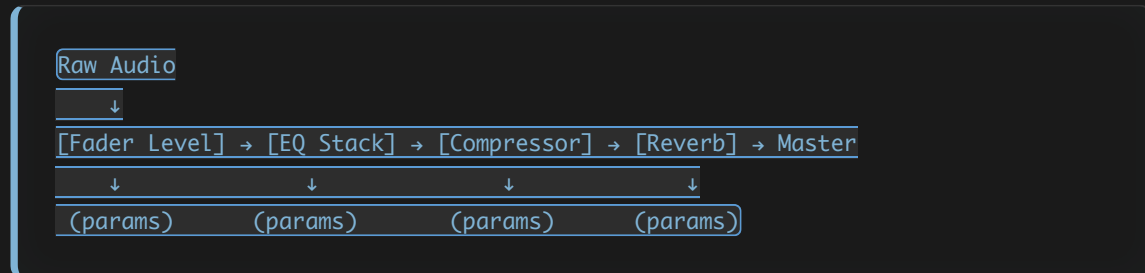 Raw Audio
    ↓
[Fader Level] → [EQ Stack] → [Compressor] → [Reverb] → Master
    ↓              ↓              ↓             ↓
 (params)      (params)       (params)      (params)